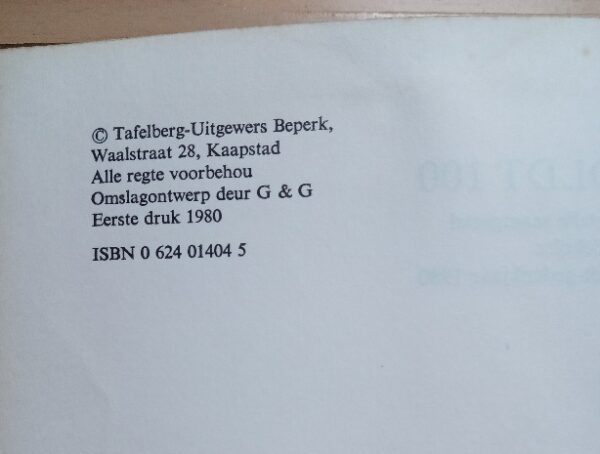 © Tafelberg-Uitgewers Beperk,
Waalstraat 28, Kaapstad
Alle regte voorbehou
Omslagontwerp deur G & G
Eerste druk 1980
ISBN 0 624 01404 5